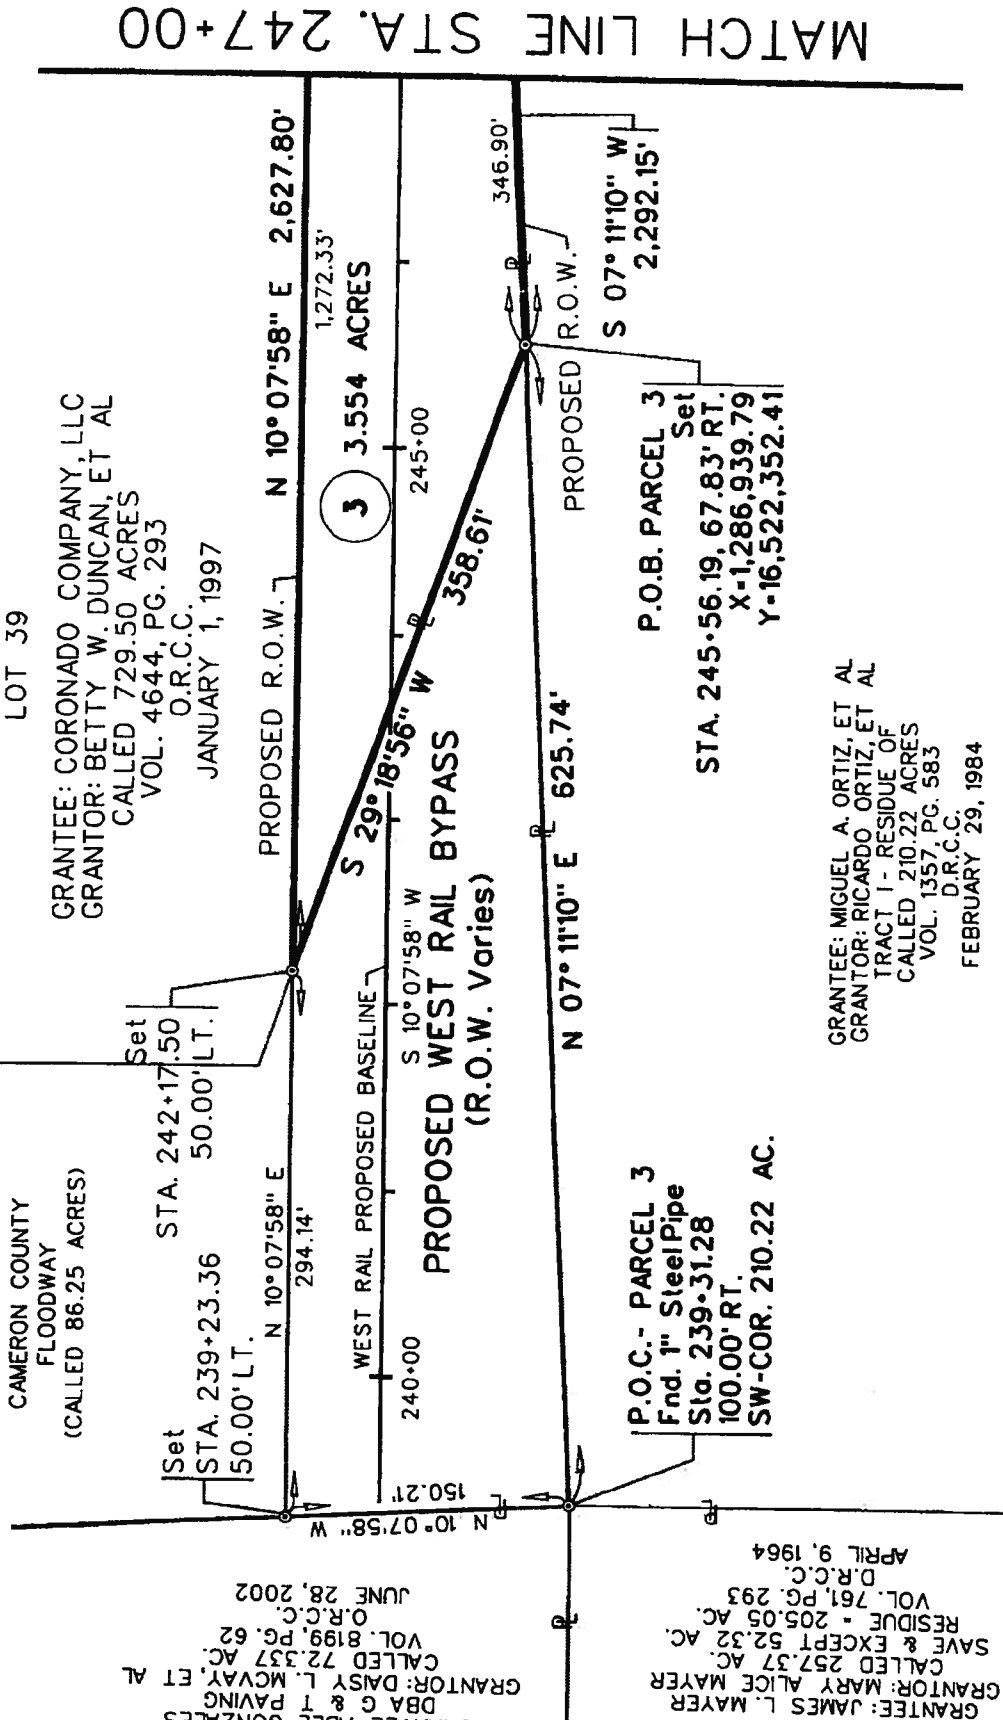 MATCH LINE STA. 247+00
LOT 39
GRANTEE: CORONADO COMPANY, LLC
GRANTOR: BETTY W. DUNCAN, ET AL
CALLED 729.50 ACRES
VOL. 4644, PG. 293
O.R.C.C.
JANUARY 1, 1997
PROPOSED R.O.W.
N 10° 07'58" E 2,627.80'
1,272.33'
3 3.554 ACRES
245+00
346.90'
S 07° 11'10" W
2,292.15'
PROPOSED R.O.W.
S 29° 18'56" W 358.61'
P.O.B. PARCEL 3
Set
STA. 245+56.19, 67.83' RT.
X=1,286,939.79
Y=16,522,352.41
CAMERON COUNTY
FLOODWAY
(CALLED 86.25 ACRES)
Set
STA. 242+17.50
50.00' LT.
Set
STA. 239+23.36
50.00' LT.
N 10° 07'58" E
294.14'
WEST RAIL PROPOSED BASELINE
S 10° 07'58" W
240+00
PROPOSED WEST RAIL BYPASS
(R.O.W. Varies)
N 07° 11'10" E 625.74'
P.O.C.- PARCEL 3
Fnd. 1" Steel Pipe
Sta. 239+31.28
100.00' RT.
SW-COR. 210.22 AC.
GRANTEE: MIGUEL A. ORTIZ, ET AL
GRANTOR: RICARDO ORTIZ, ET AL
TRACT I - RESIDUE OF
CALLED 210.22 ACRES
VOL. 1357, PG. 583
D.R.C.C.
FEBRUARY 29, 1984
N 10° 07'58" W
150.21'
DBA G & T PAVING
GRANTOR: DAISY L. MCVAY, ET AL
CALLED 72.337 AC.
VOL. 8199, PG. 62
O.R.C.C.
JUNE 28, 2002
GRANTEE: JAMES L. MAYER
GRANTOR: MARY ALICE MAYER
CALLED 257.37 AC.
SAVE & EXCEPT 52.32 AC.
RESIDUE = 205.05 AC.
VOL. 761, PG. 293
D.R.C.C.
APRIL 9, 1964